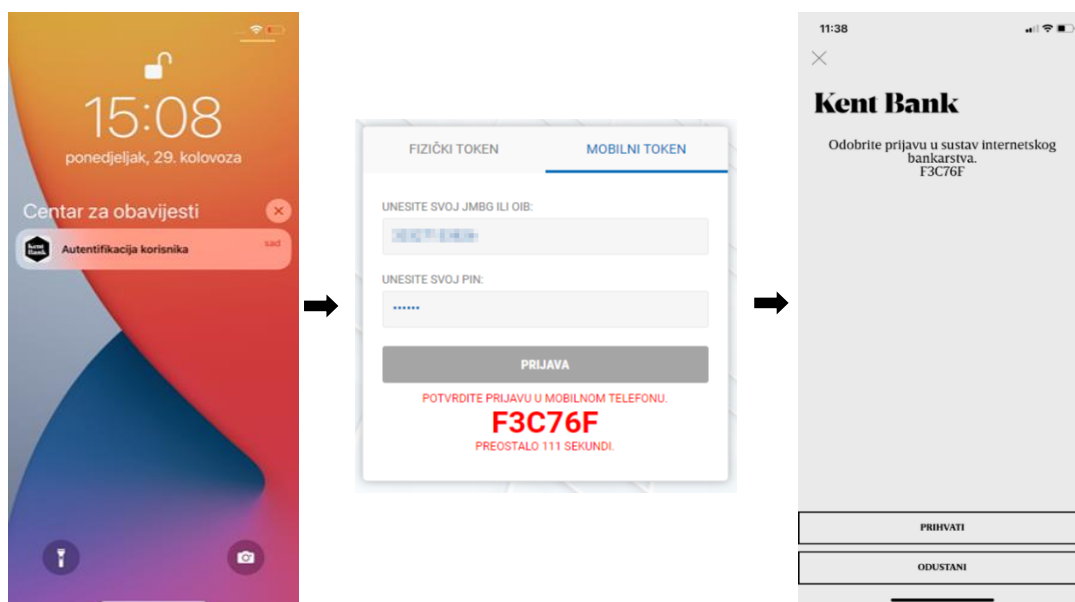 15:08
ponedjeljak, 29. kolovoza
Centar za obavijesti
Kent
Bank
Autentifikacija korisnika
sad
FIZIČKI TOKEN
MOBILNI TOKEN
UNESITE SVOJ JMBG ILI OIB:
UNESITE SVOJ PIN:
PRIJAVA
POTVRDITE PRIJAVU U MOBILNOM TELEFONU.
F3C76F
PREOSTALO 111 SEKUNDI.
11:38
Kent Bank
Odobrite prijavu u sustav internetskog
bankarstva.
F3C76F
PRIHVATI
ODUSTANI